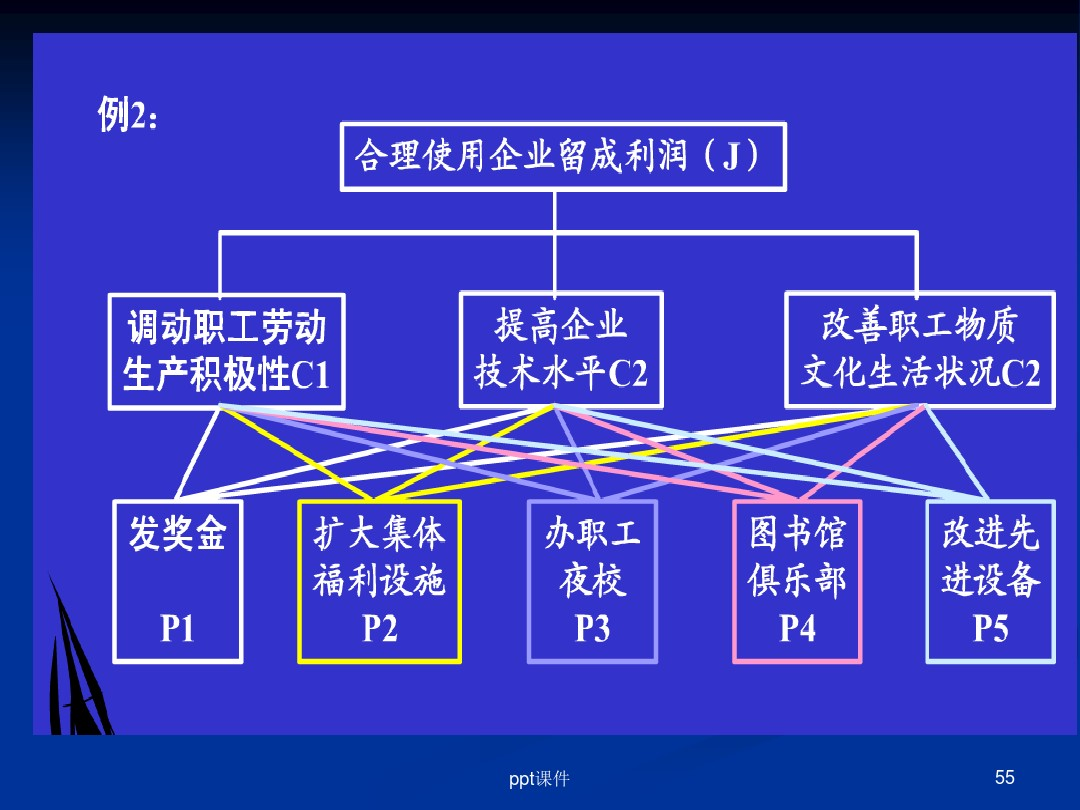 例2：
合理使用企业留成利润（J）
调动职工劳动
生产积极性C1
提高企业
技术水平C2
改善职工物质
文化生活状况C2
发奖金
P1
扩大集体
福利设施
P2
办职工
夜校
P3
图书馆
俱乐部
P4
改进先
进设备
P5
ppt课件
55